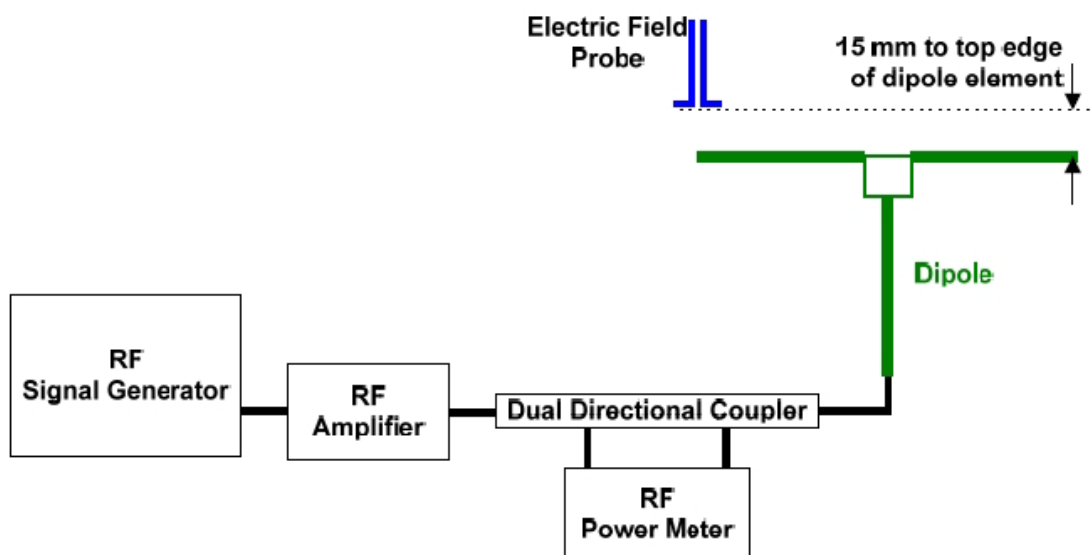 Electric Field
Probe
15 mm to top edge
of dipole element
Dipole
RF
Signal Generator
RF
Amplifier
Dual Directional Coupler
RF
Power Meter